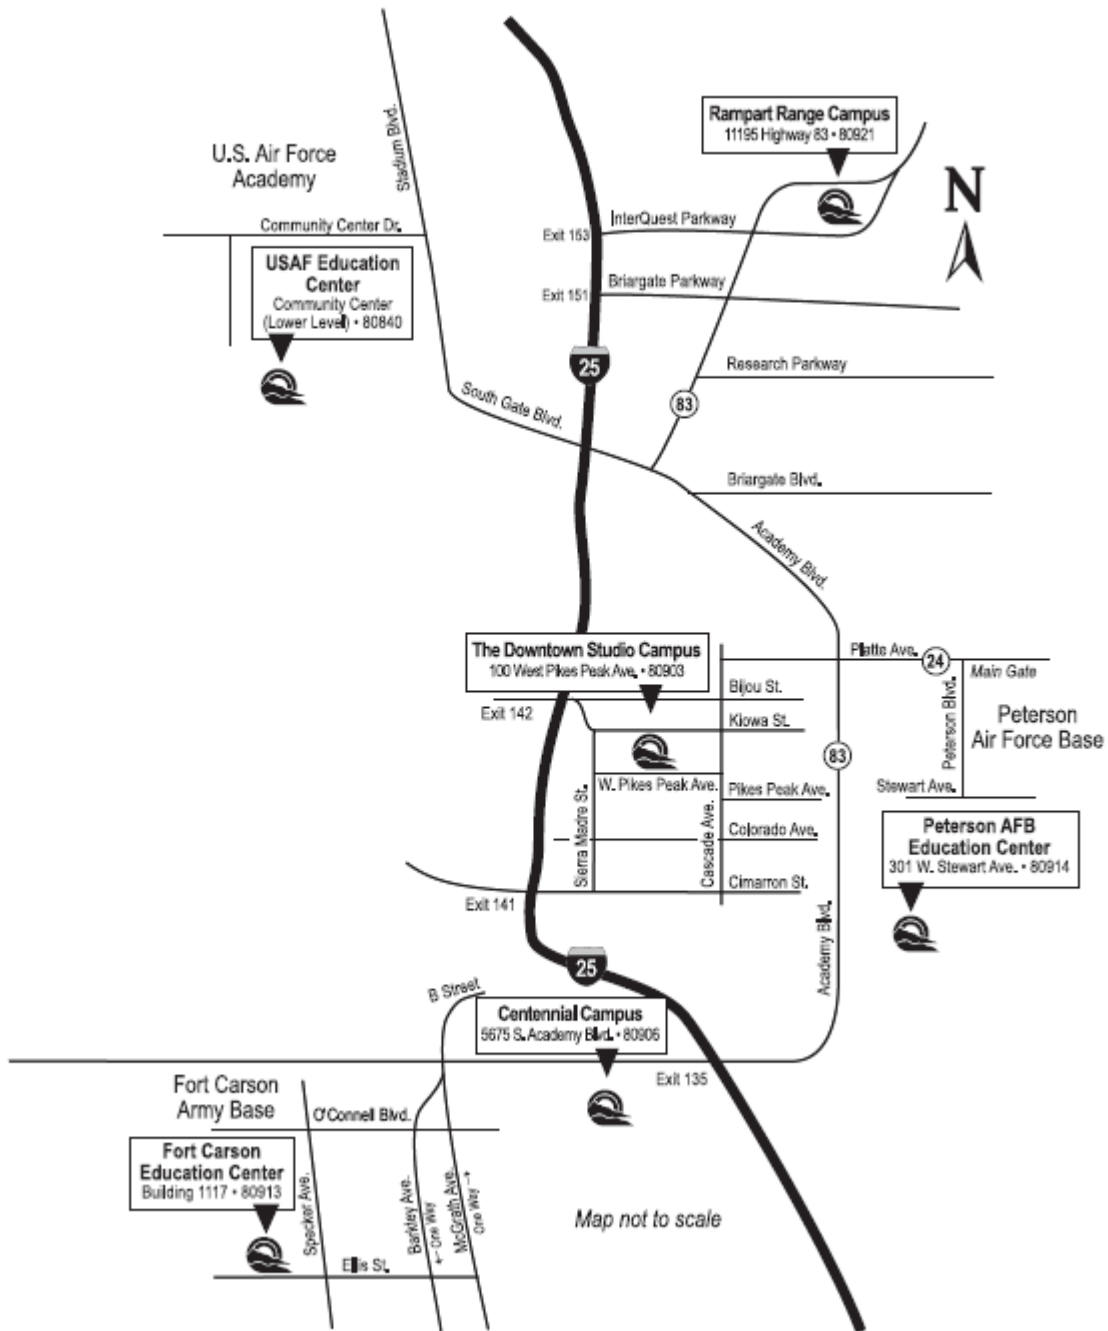 Stadium Blvd.
Rampart Range Campus
11195 Highway 83 • 80921
U.S. Air Force
Academy
N
Community Center Dr.
InterQuest Parkway
Exit 153
USAF Education
Center
Community Center
(Lower Level) • 80840
Briargate Parkway
Exit 151
25
Research Parkway
83
South Gate Blvd.
Briargate Blvd.
Academy Blvd.
The Downtown Studio Campus
100 West Pikes Peak Ave. • 80903
Platte Ave.
24
Main Gate
Bijou St.
Exit 142
Kiowa St.
Peterson Blvd.
Peterson
Air Force Base
83
W. Pikes Peak Ave.
Pikes Peak Ave.
Stewart Ave.
Sierra Madre St.
Cascade Ave.
Colorado Ave.
Peterson AFB
Education Center
301 W. Stewart Ave. • 80914
Cimarron St.
Exit 141
Academy Blvd.
25
B Street
Centennial Campus
5675 S. Academy Blvd. • 80906
Exit 135
Fort Carson
Army Base
O'Connell Blvd.
Fort Carson
Education Center
Building 1117 • 80913
Specker Ave.
Barkley Ave.
←One Way
McGrath Ave.
One Way→
Map not to scale
Ellis St.